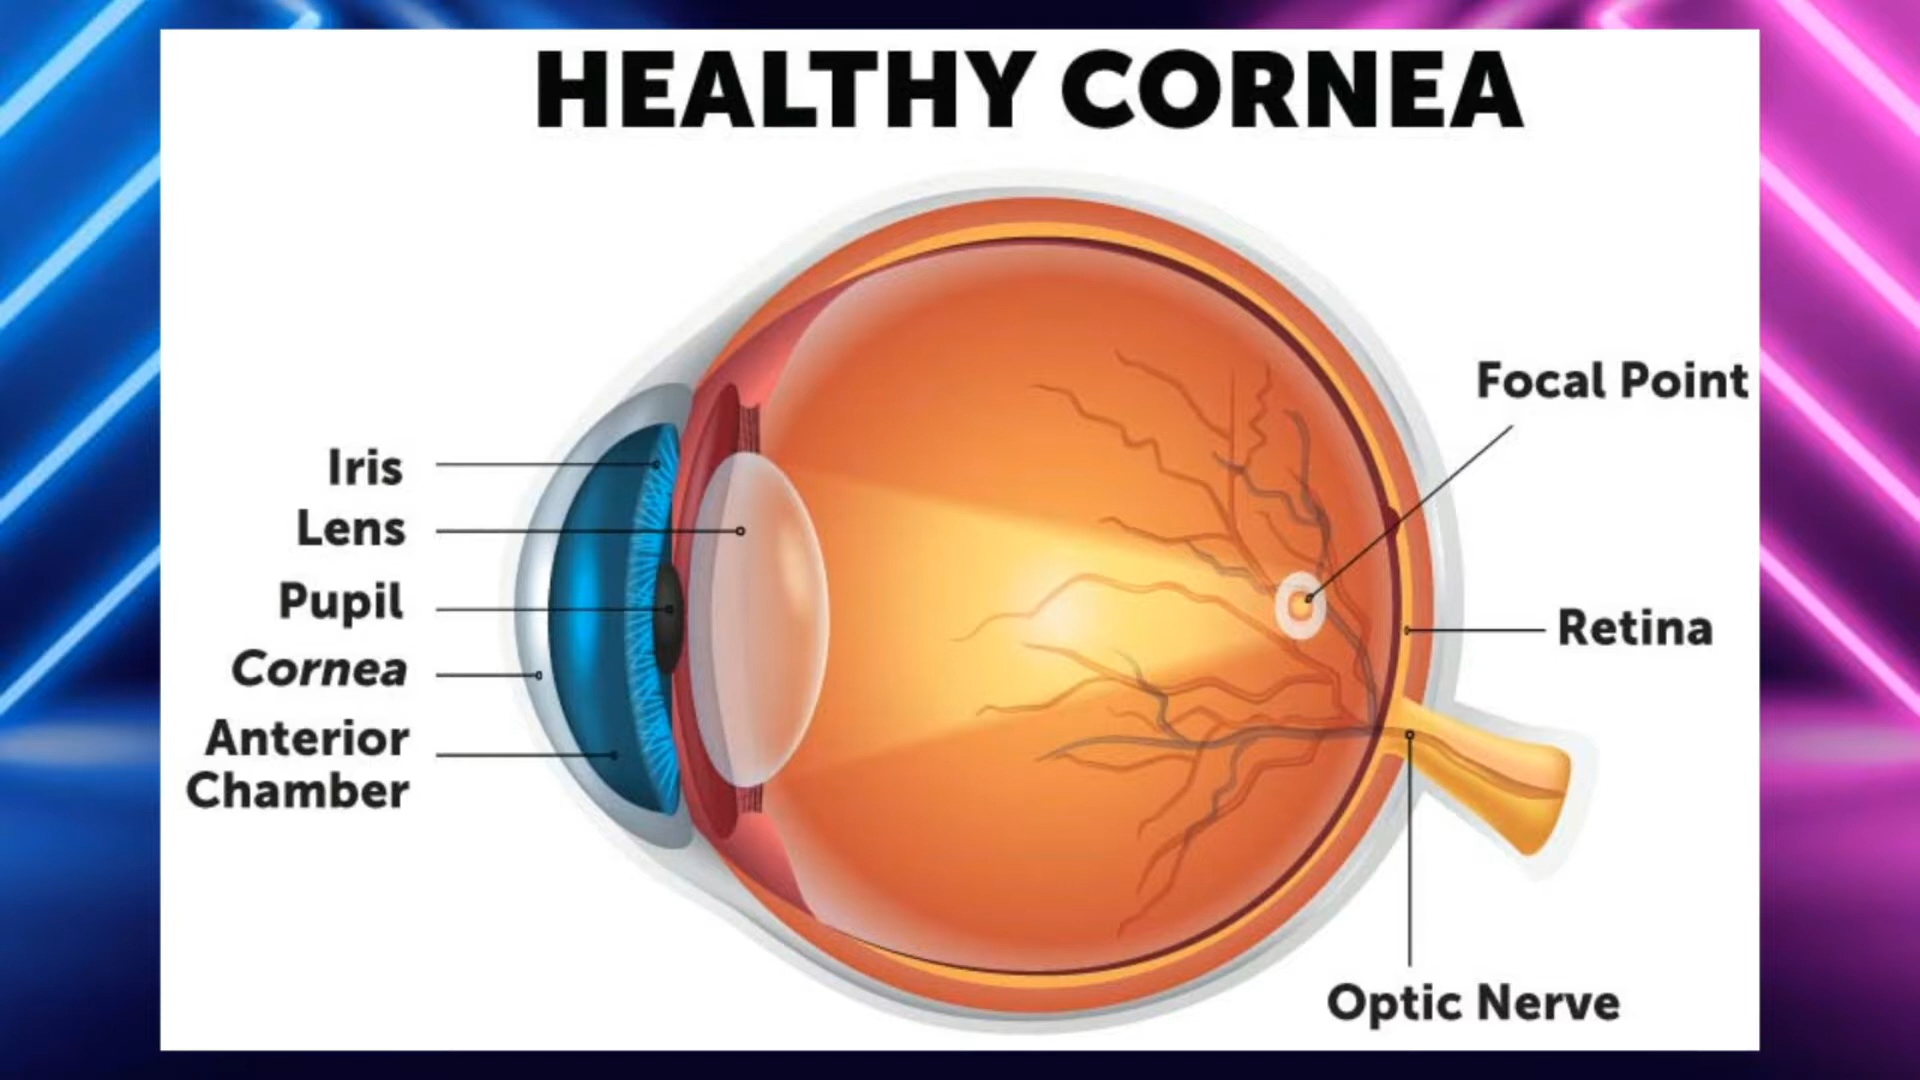 HEALTHY CORNEA
Focal Point
Iris
Lens
Pupil
Cornea
Anterior
Chamber
Retina
Optic Nerve